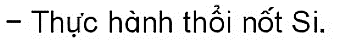 – Thực hành thổi nốt Si.